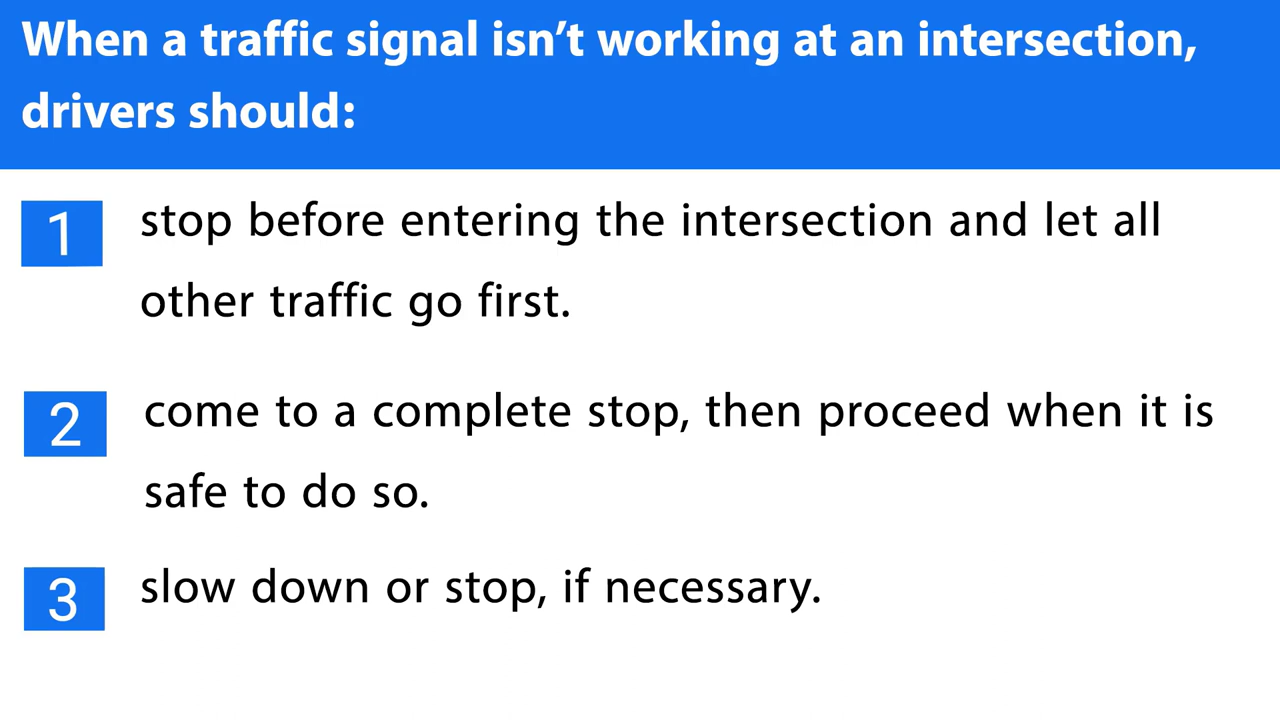 When a traffic signal isn’t working at an intersection,
drivers should:
1 stop before entering the intersection and let all
other traffic go first.
2 come to a complete stop, then proceed when it is
safe to do so.
3 slow down or stop, if necessary.